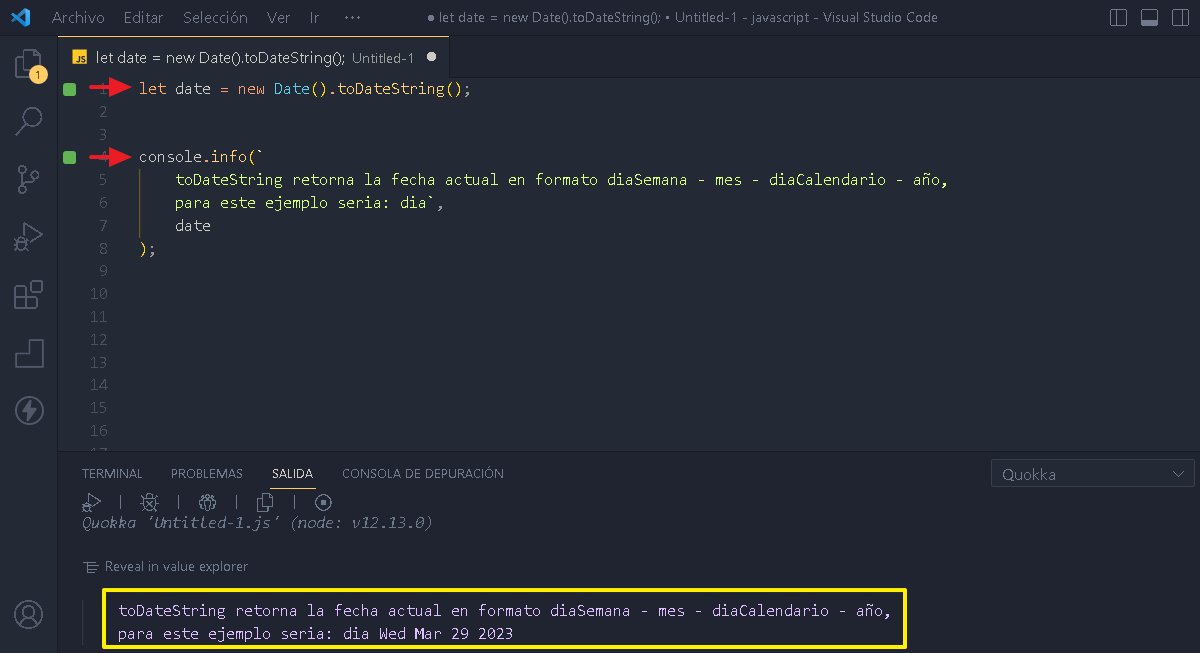 Archivo Editar Selección Ver Ir ··· ● let date = new Date().toDateString(); • Untitled-1 - javascript - Visual Studio Code
JS let date = new Date().toDateString(); Untitled-1 ●
1
1 let date = new Date().toDateString();
2
3
4 console.info(`
5 toDateString retorna la fecha actual en formato diaSemana - mes - diaCalendario - año,
6 para este ejemplo seria: dia`,
7 date
8 );
9
10
11
12
13
14
15
16
17
TERMINAL PROBLEMAS SALIDA CONSOLA DE DEPURACIÓN Quokka
Quokka 'Untitled-1.js' (node: v12.13.0)
Reveal in value explorer
toDateString retorna la fecha actual en formato diaSemana - mes - diaCalendario - año,
para este ejemplo seria: dia Wed Mar 29 2023